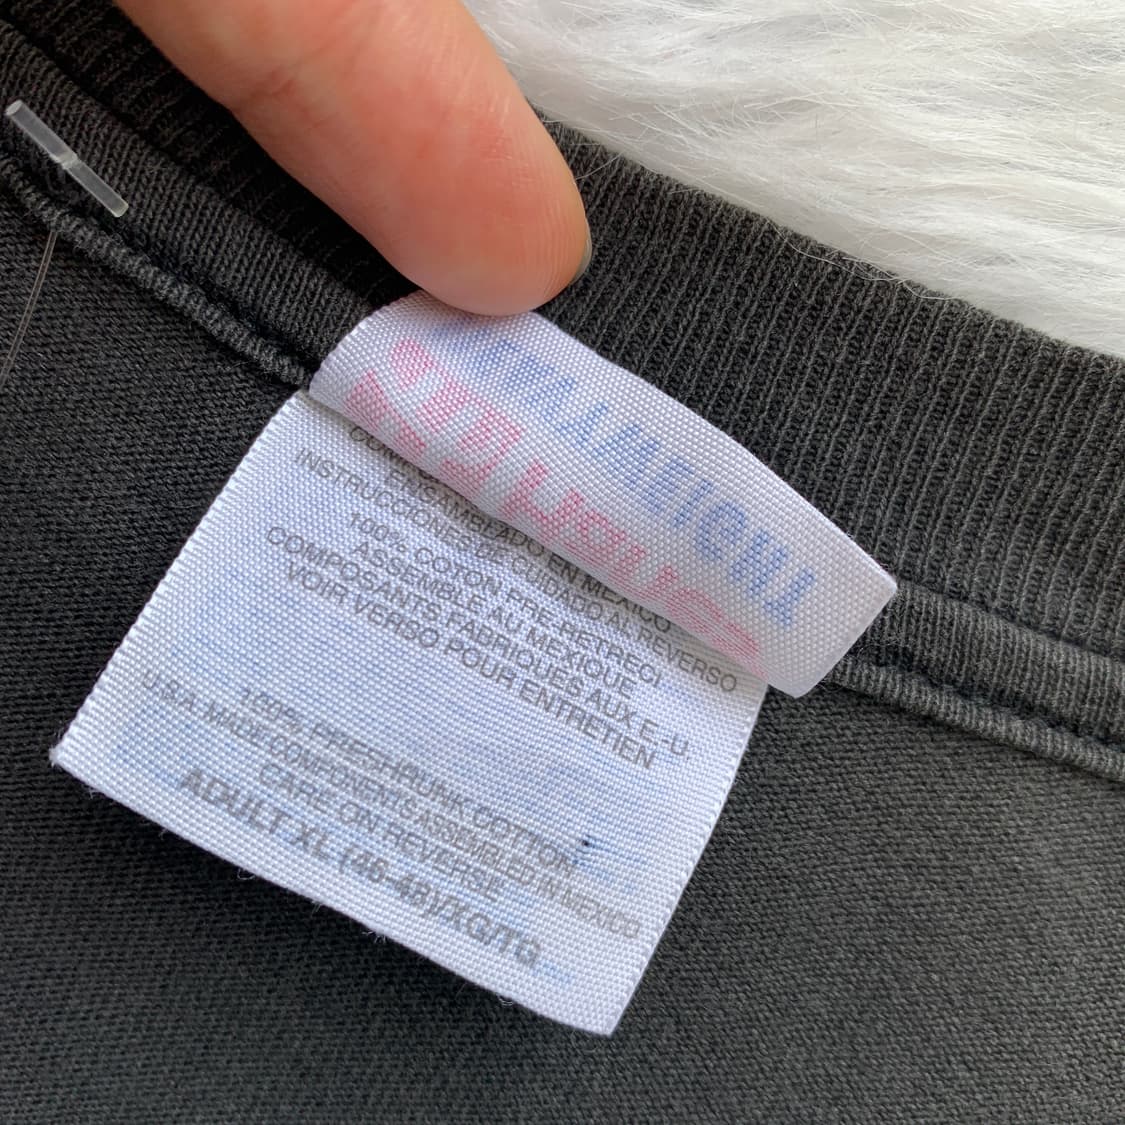 COMPO
ENSAMBLADO EN MEXICO
INSTRUCCIONES DE CUIDADO AL REVERSO
100% COTON PRE-RETRECI
ASSEMBLE AU MEXIQUE
COMPOSANTS FABRIQUES AUX E.-U.
VOIR VERSO POUR ENTRETIEN
100% PRESHRUNK COTTON
U.S.A. MADE COMPONENTS ASSEMBLED IN MEXICO
CARE ON REVERSE
ADULT XL (46-48)/XG/TG